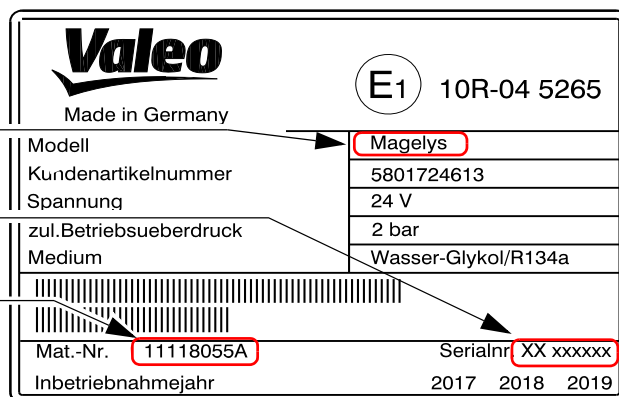 Valeo
E1 10R-04 5265
Made in Germany
Modell Magelys
Kundenartikelnummer 5801724613
Spannung 24 V
zul.Betriebsueberdruck 2 bar
Medium Wasser-Glykol/R134a
Mat.-Nr. 11118055A Serialnr. XX xxxxxx
Inbetriebnahmejahr 2017 2018 2019